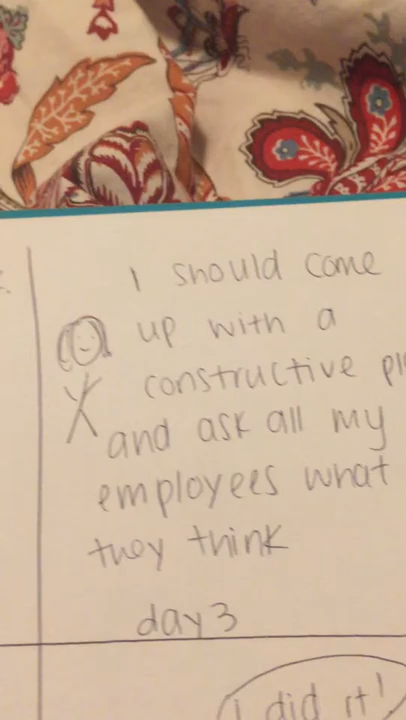 I should come
up with a
constructive
and ask all my
employees what
they think
day 3
I did it!